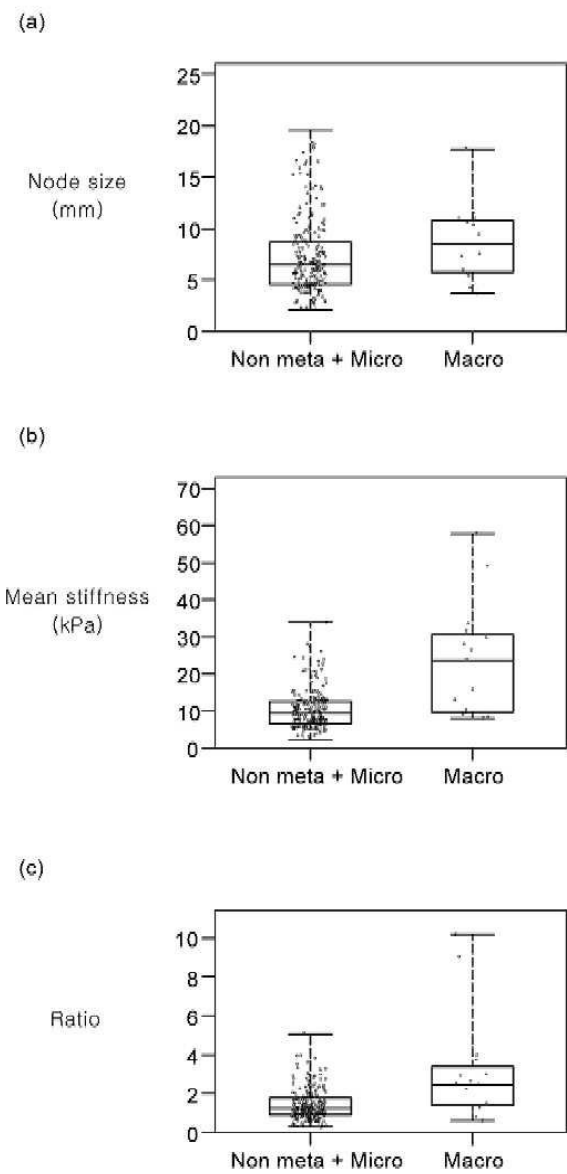 (a)
25
20
15
10
5
0
Node size
(mm)
Non meta + Micro Macro
(b)
70
60
50
40
30
20
10
0
Mean stiffness
(kPa)
Non meta + Micro Macro
(c)
10
8
6
4
2
0
Ratio
Non meta + Micro Macro